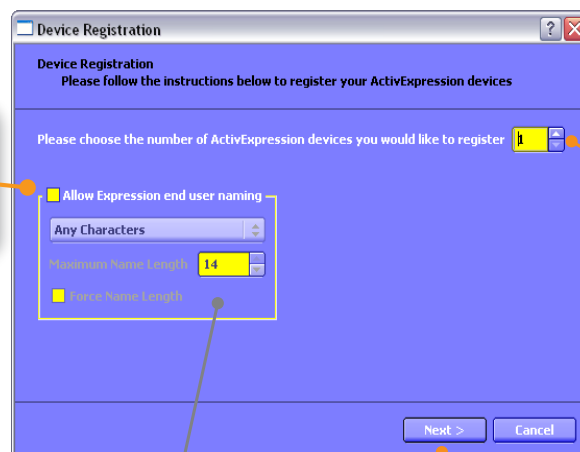 Device Registration
Device Registration
Please follow the instructions below to register your ActivExpression devices
Please choose the number of ActivExpression devices you would like to register 1
Allow Expression end user naming
Any Characters
Maximum Name Length 14
Force Name Length
Next > Cancel